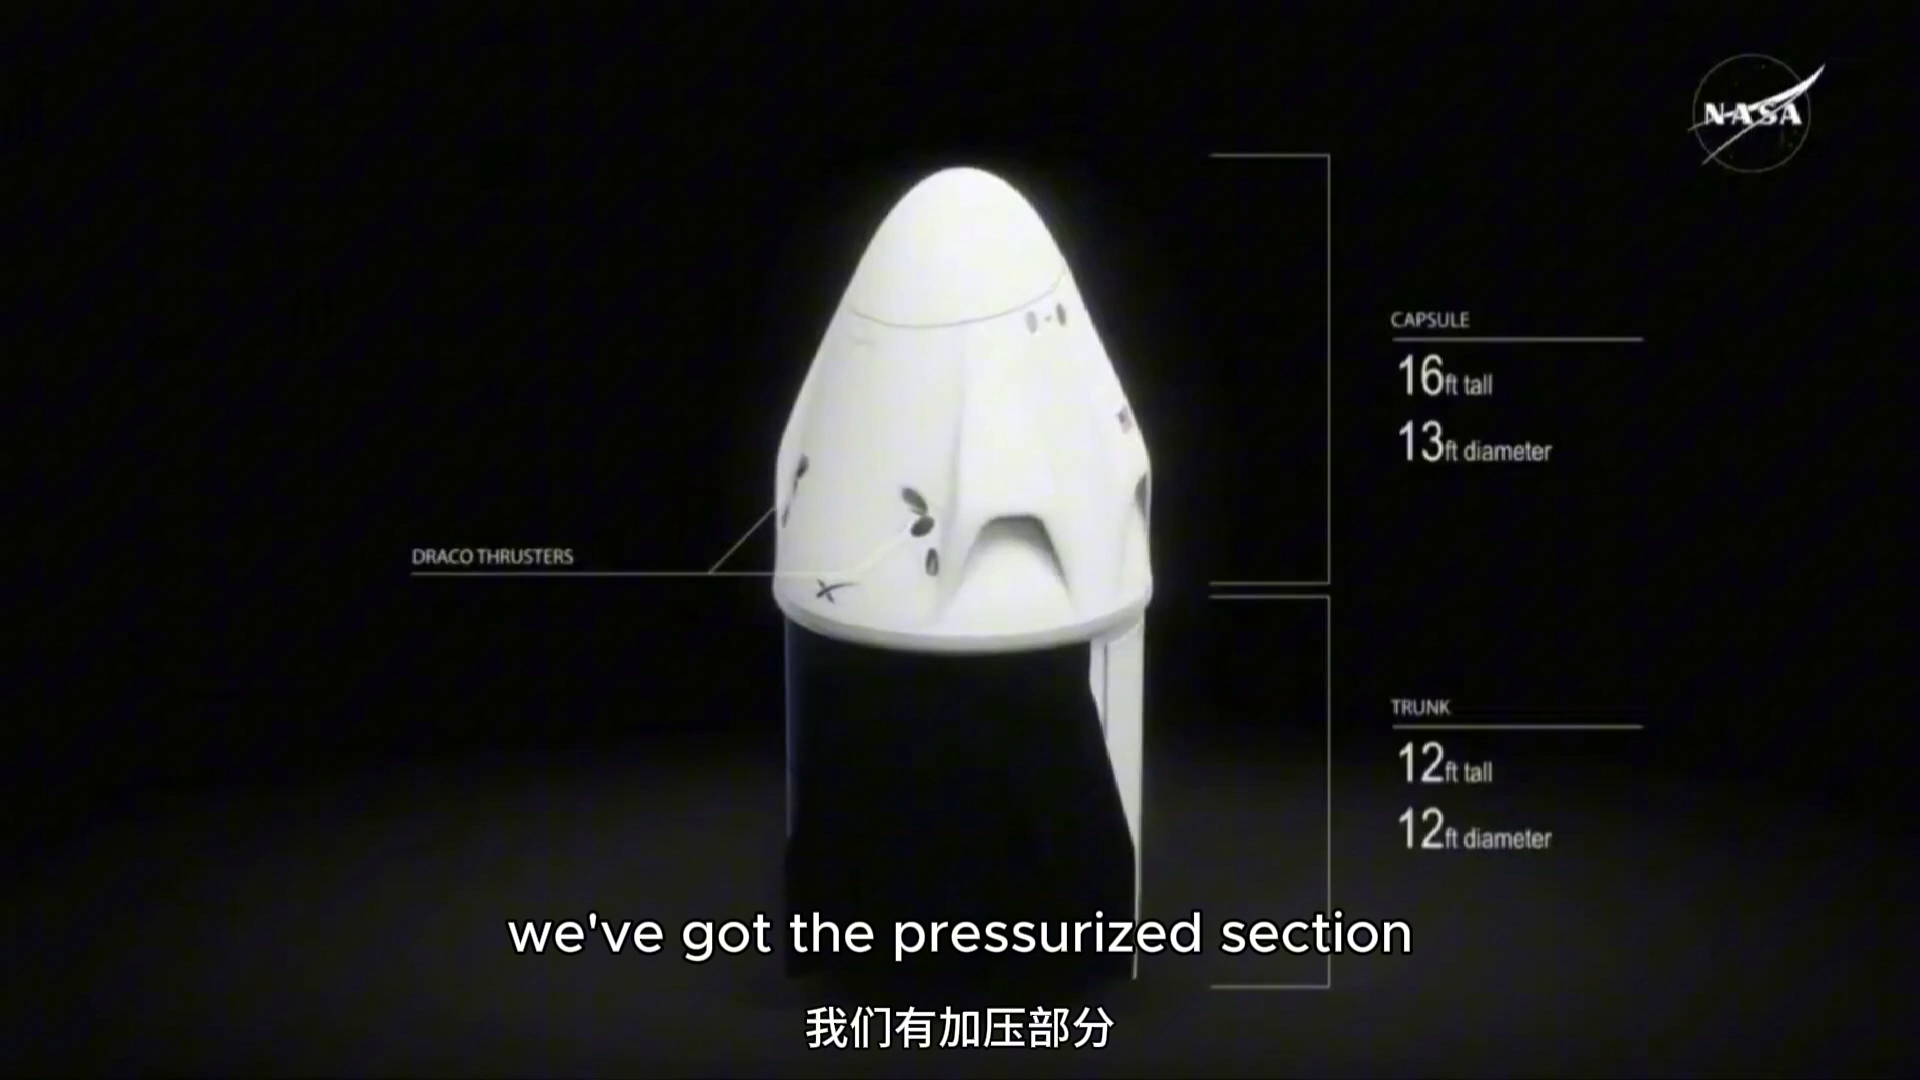 NASA
CAPSULE
16ft tall
13ft diameter
DRACO THRUSTERS
TRUNK
12ft tall
12ft diameter
we've got the pressurized section
我们有加压部分